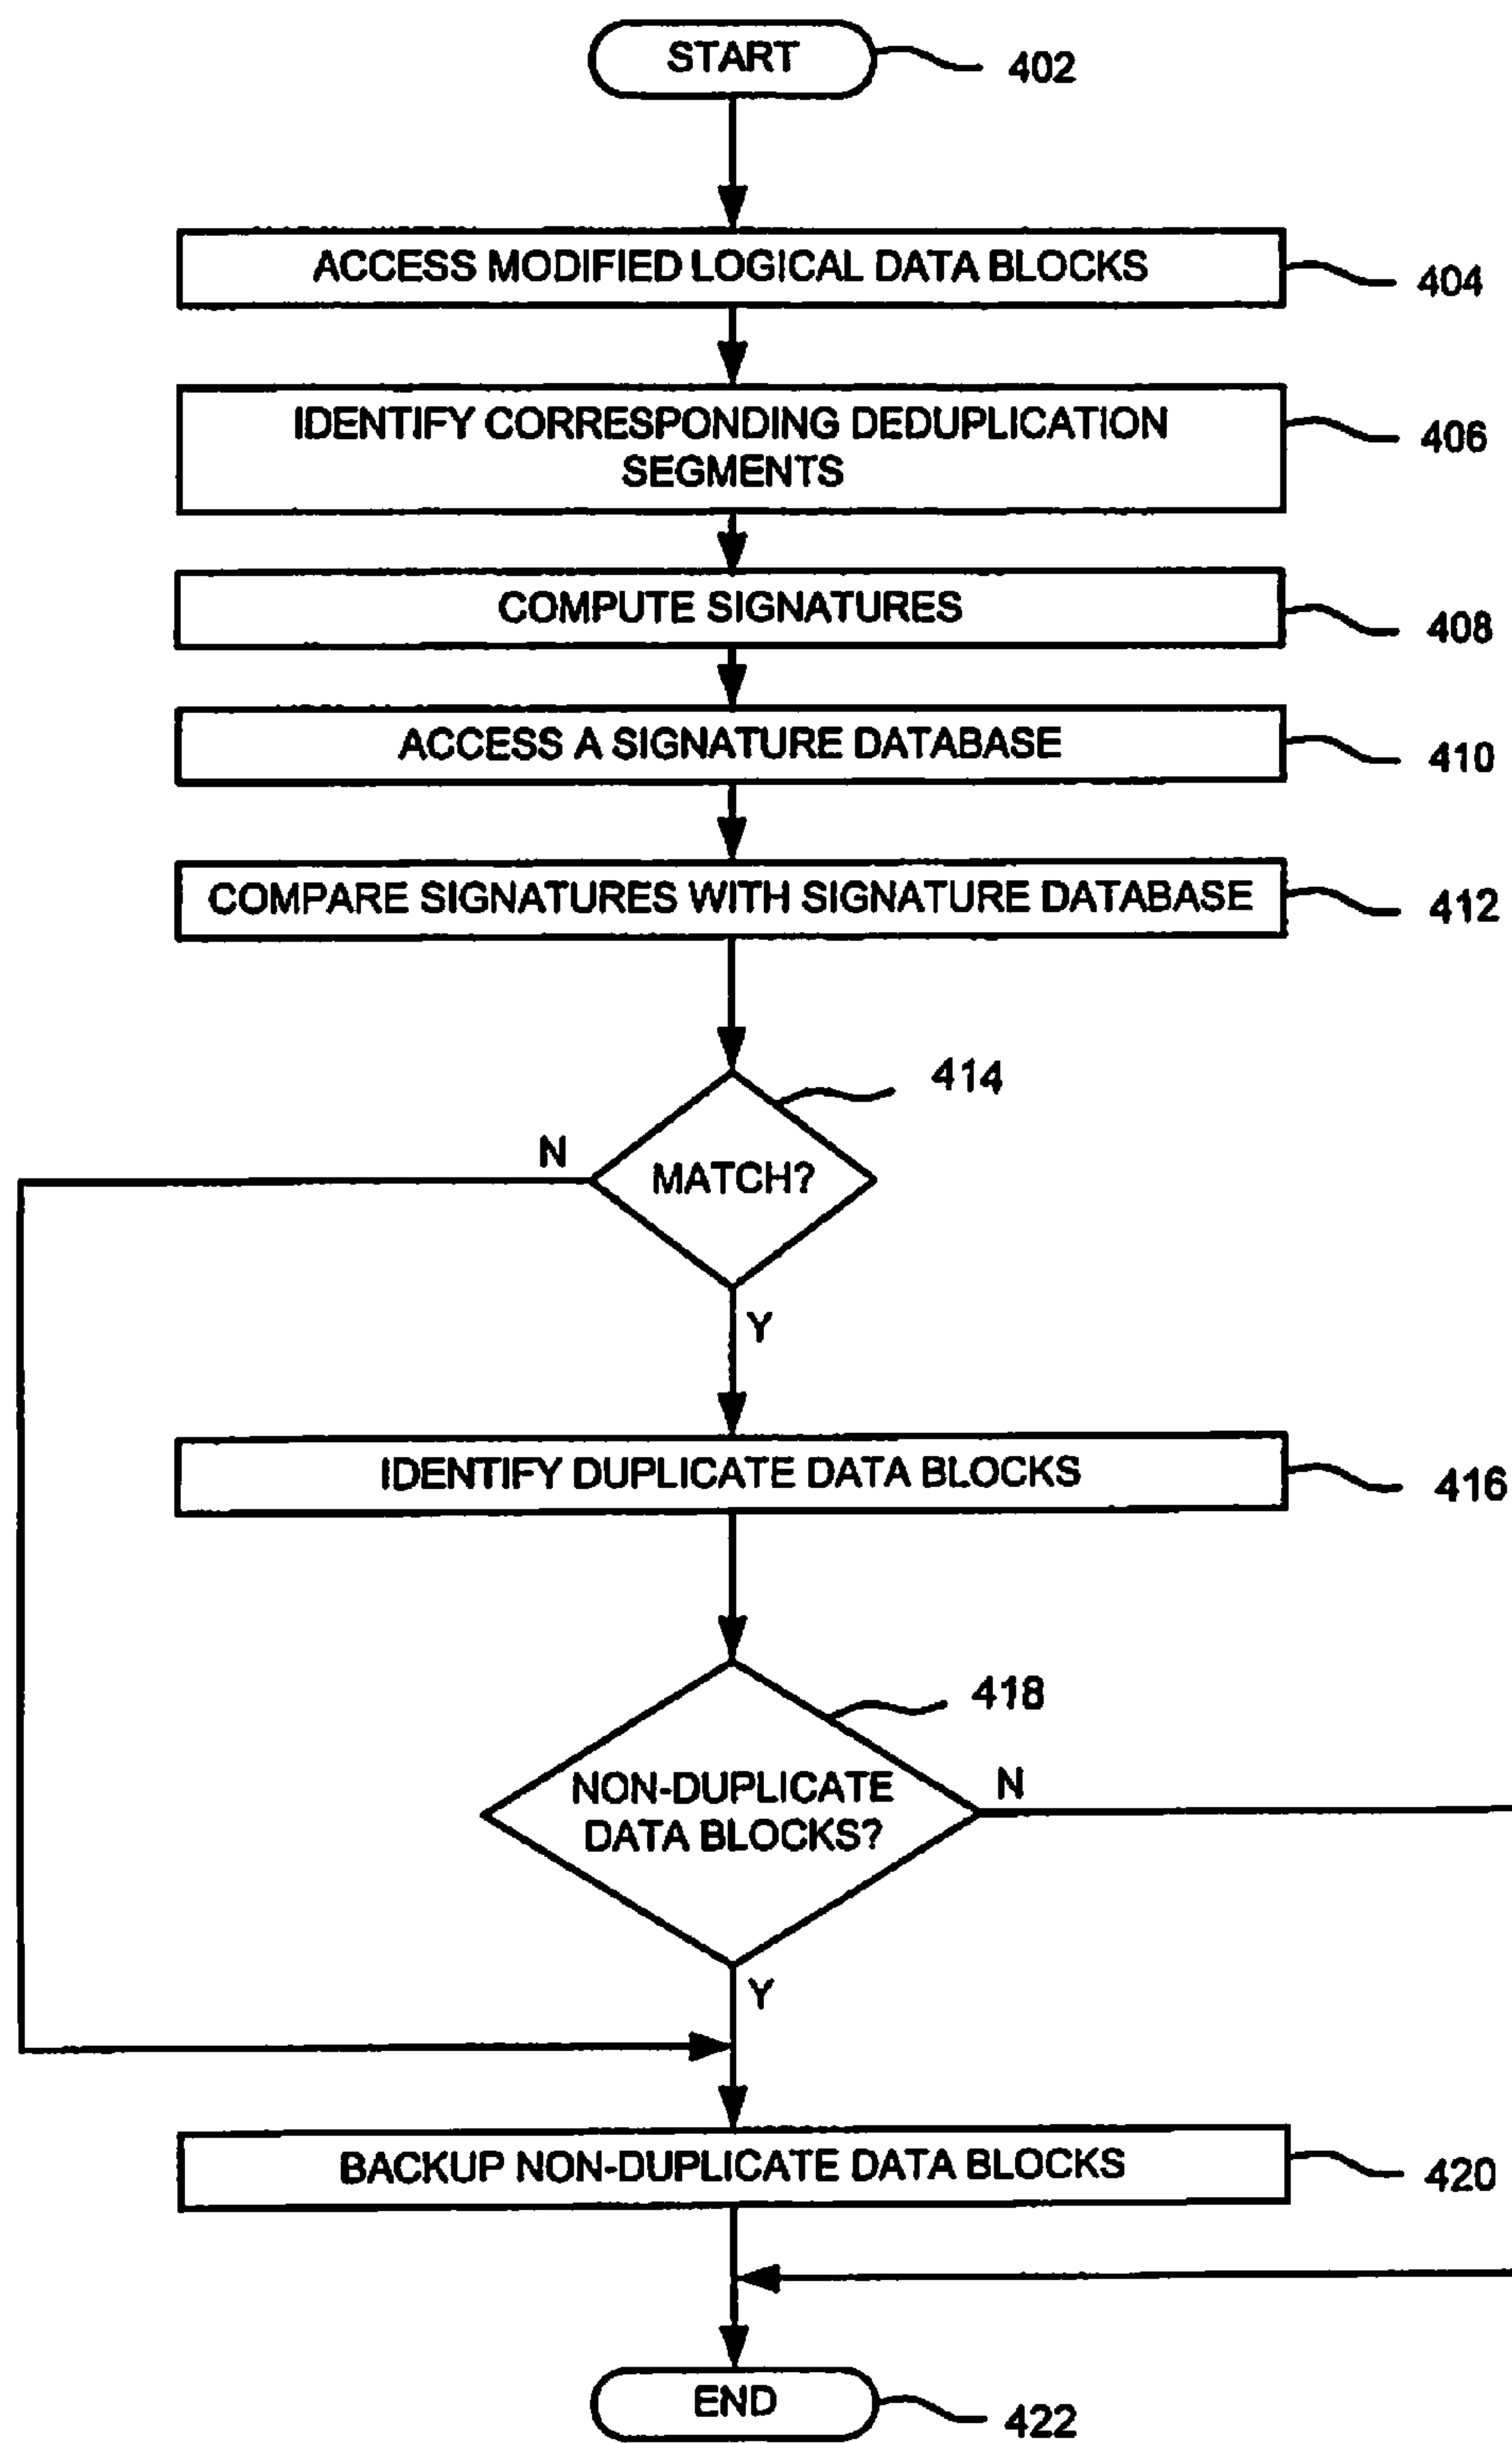 START
402
ACCESS MODIFIED LOGICAL DATA BLOCKS
404
IDENTIFY CORRESPONDING DEDUPLICATION
SEGMENTS
406
COMPUTE SIGNATURES
408
ACCESS A SIGNATURE DATABASE
410
COMPARE SIGNATURES WITH SIGNATURE DATABASE
412
414
N
MATCH?
Y
IDENTIFY DUPLICATE DATA BLOCKS
416
418
NON-DUPLICATE
DATA BLOCKS?
N
Y
BACKUP NON-DUPLICATE DATA BLOCKS
420
END
422